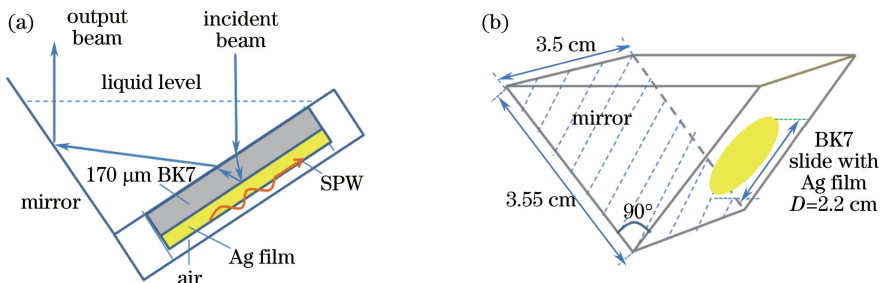 (a)
output
beam
incident
beam
liquid level
170 μm BK7
SPW
mirror
Ag film
air
(b)
3.5 cm
mirror
3.55 cm
90°
BK7
slide with
Ag film
D=2.2 cm